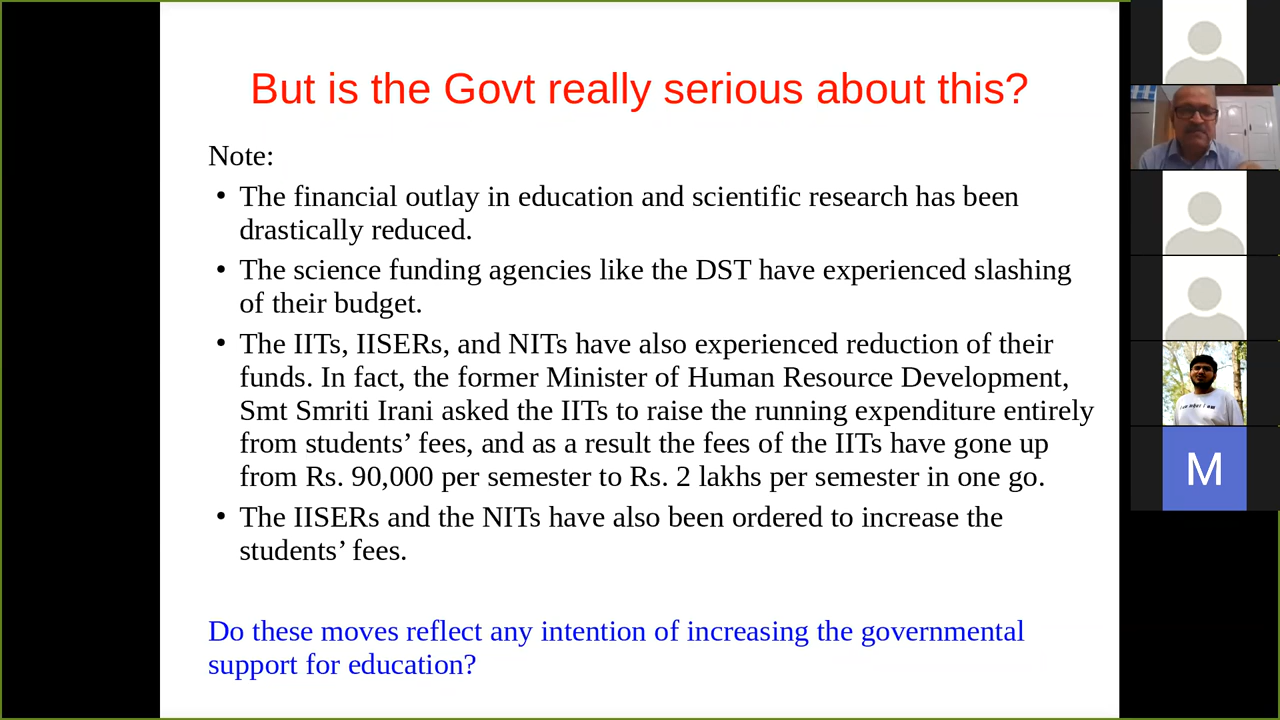 But is the Govt really serious about this?
Note:
• The financial outlay in education and scientific research has been
drastically reduced.
• The science funding agencies like the DST have experienced slashing
of their budget.
• The IITs, IISERs, and NITs have also experienced reduction of their
funds. In fact, the former Minister of Human Resource Development,
Smt Smriti Irani asked the IITs to raise the running expenditure entirely
from students’ fees, and as a result the fees of the IITs have gone up
from Rs. 90,000 per semester to Rs. 2 lakhs per semester in one go.
• The IISERs and the NITs have also been ordered to increase the
students’ fees.
Do these moves reflect any intention of increasing the governmental
support for education?
M